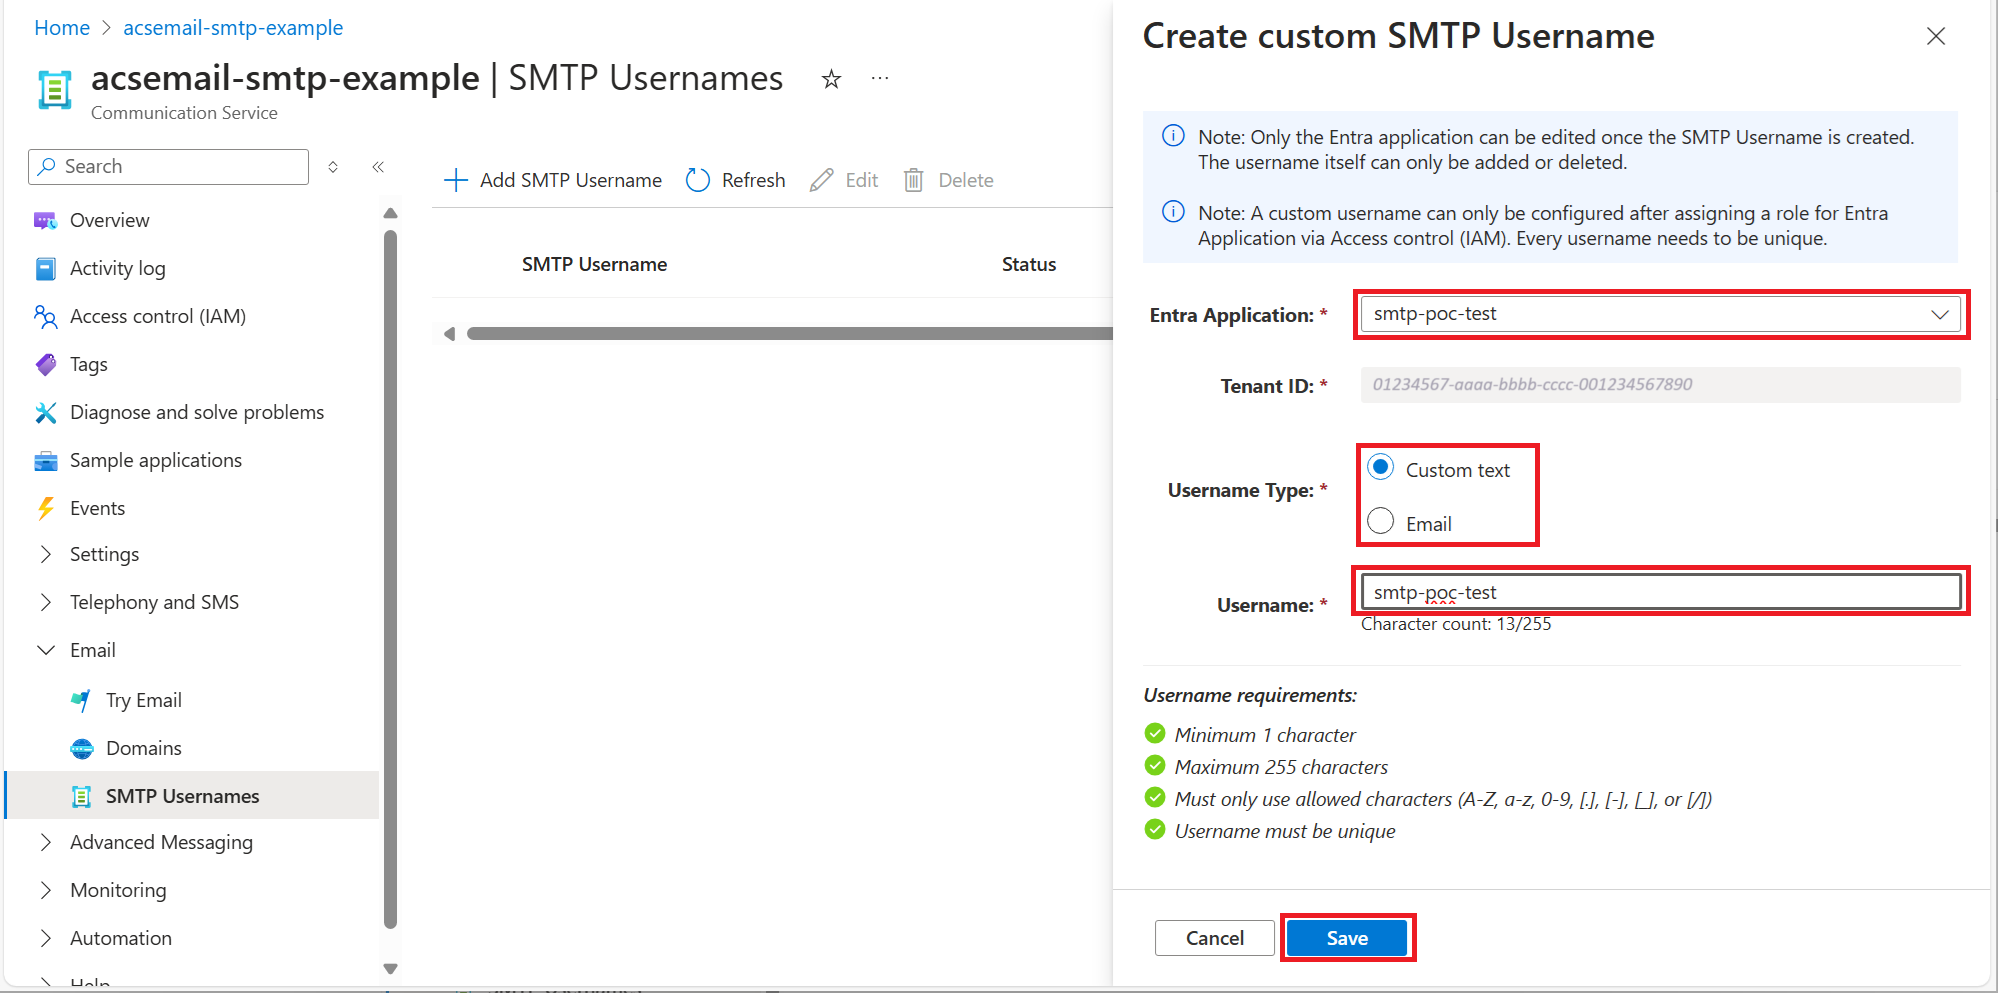 Home > acsemail-smtp-example
acsemail-smtp-example | SMTP Usernames
Communication Service
Search
Overview
Activity log
Access control (IAM)
Tags
Diagnose and solve problems
Sample applications
Events
Settings
Telephony and SMS
Email
Try Email
Domains
SMTP Usernames
Advanced Messaging
Monitoring
Automation
Help
Add SMTP Username Refresh Edit Delete
SMTP Username Status
Create custom SMTP Username
Note: Only the Entra application can be edited once the SMTP Username is created.
The username itself can only be added or deleted.
Note: A custom username can only be configured after assigning a role for Entra
Application via Access control (IAM). Every username needs to be unique.
Entra Application: * smtp-poc-test
Tenant ID: * 01234567-aaaa-bbbb-cccc-001234567890
Username Type: * Custom text
Email
Username: * smtp-poc-test
Character count: 13/255
Username requirements:
Minimum 1 character
Maximum 255 characters
Must only use allowed characters (A-Z, a-z, 0-9, [.], [-], [_], or [/])
Username must be unique
Cancel Save